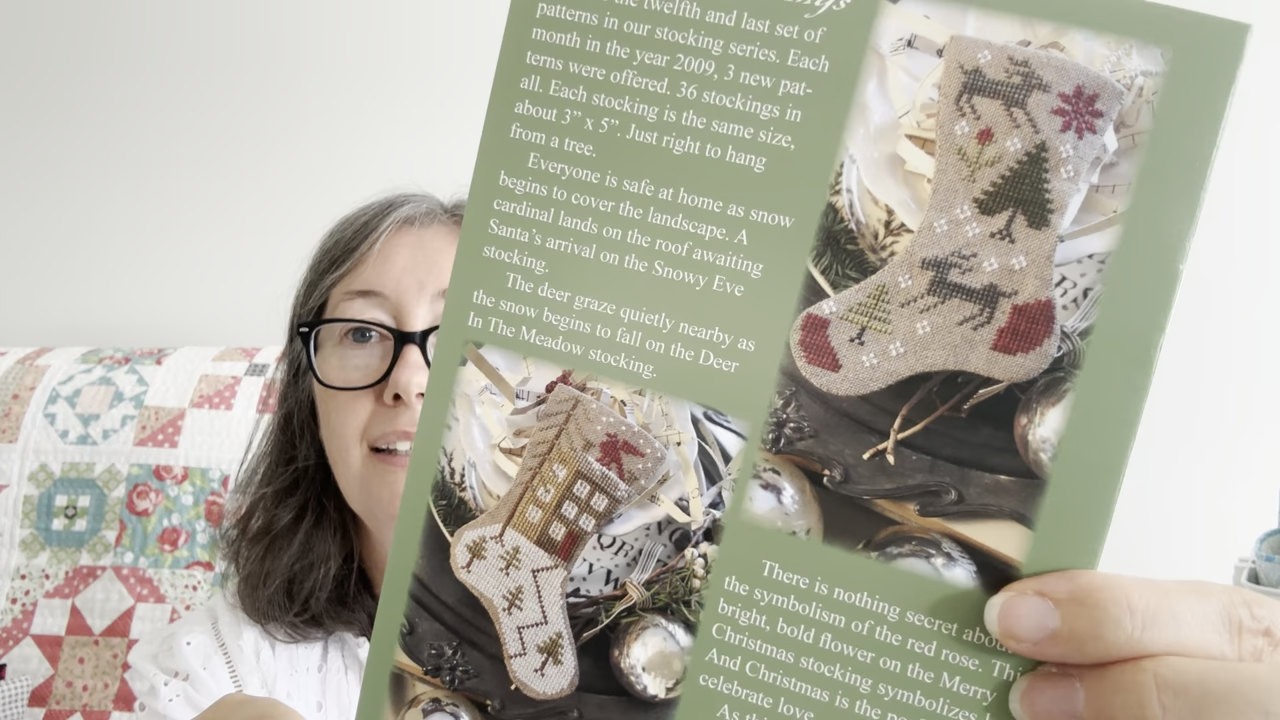 the twelfth and last set of
patterns in our stocking series. Each
month in the year 2009, 3 new pat-
terns were offered. 36 stockings in
all. Each stocking is the same size,
about 3” x 5”. Just right to hang
from a tree.
Everyone is safe at home as snow
begins to cover the landscape. A
cardinal lands on the roof awaiting
Santa’s arrival on the Snowy Eve
stocking.
The deer graze quietly nearby as
the snow begins to fall on the Deer
In The Meadow stocking.
There is nothing secret
the symbolism of the red rose.
bright, bold flower on the Merry
Christmas stocking symbolizes
And Christmas is the
celebrate love.